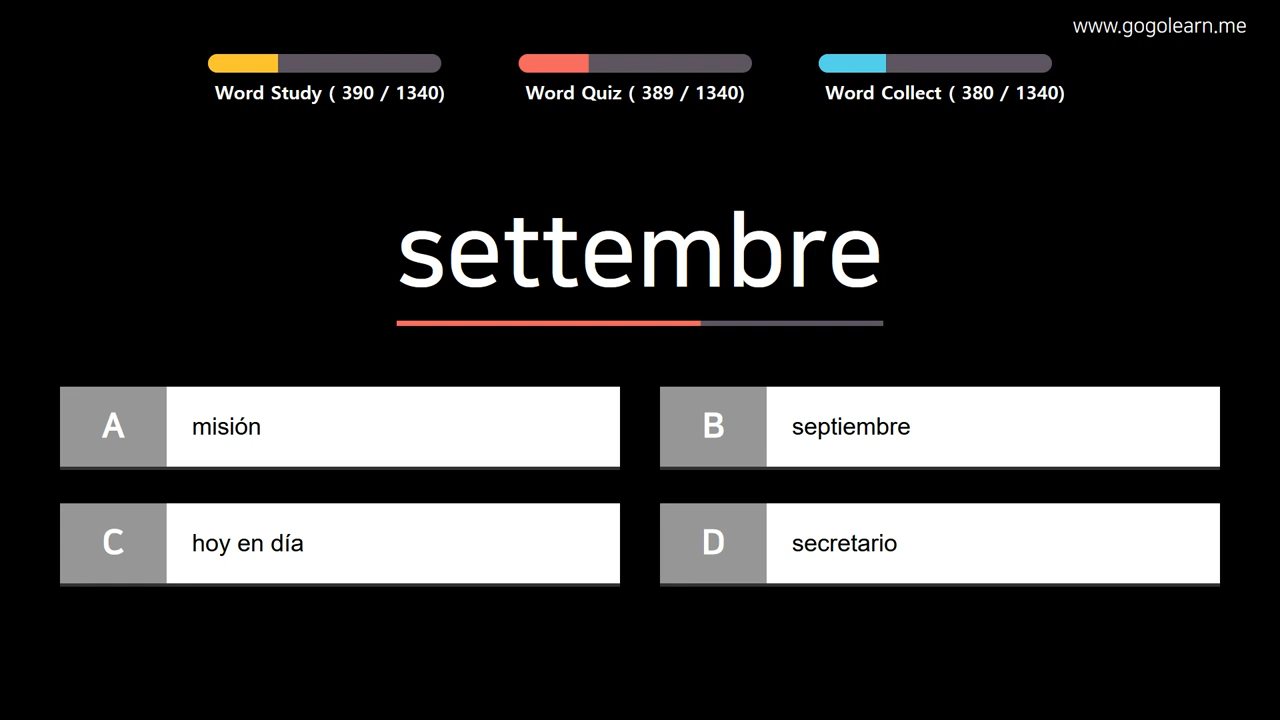 www.gogolearn.me
Word Study ( 390 / 1340)
Word Quiz ( 389 / 1340)
Word Collect ( 380 / 1340)
settembre
A misión
B septiembre
C hoy en día
D secretario